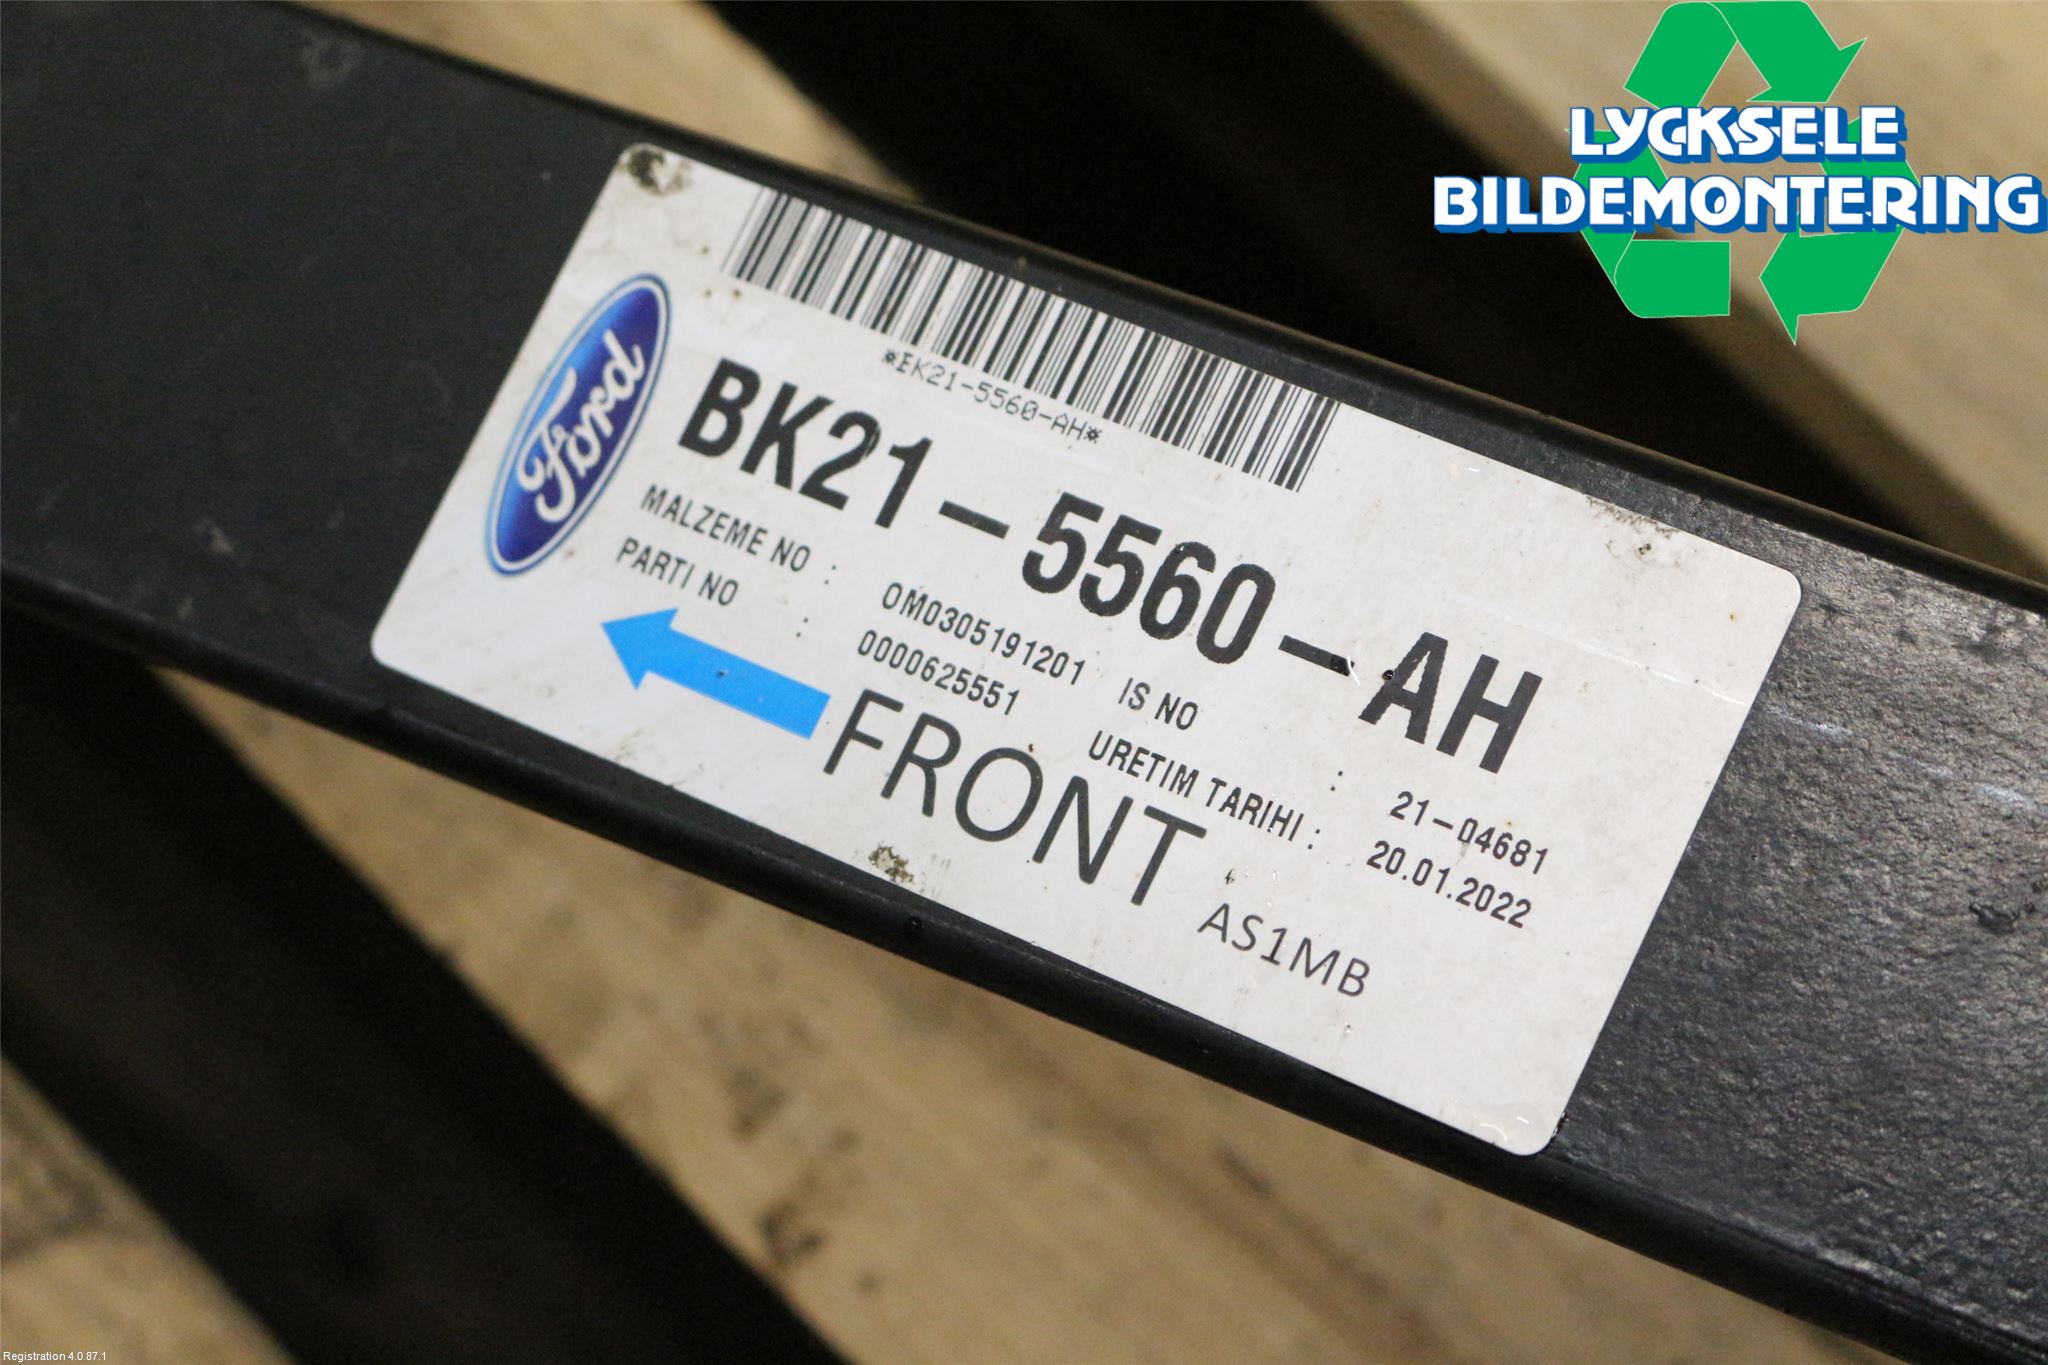 LYCKSELE
BILDEMONTERING
*BK21-5560-AH*
Ford
BK21-5560-AH
MALZEME NO : 0M0305191201 IS NO : 21-04681
PARTI NO : 0000625551 URETIM TARIHI : 20.01.2022
FRONT
AS1MB
Registration 4.0.87.1